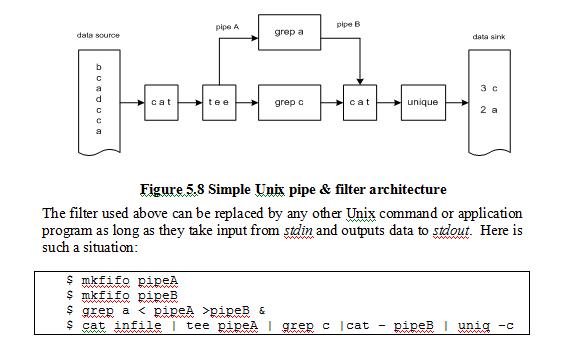 pipe A
pipe B
data source
grep a
data sink
b
c
a
d
c
c
a
cat
tee
grep c
cat
unique
3 c
2 a
Figure 5.8 Simple Unix pipe & filter architecture
The filter used above can be replaced by any other Unix command or application
program as long as they take input from stdin and outputs data to stdout. Here is
such a situation:
$ mkfifo pipeA
$ mkfifo pipeB
$ grep a < pipeA >pipeB &
$ cat infile | tee pipeA | grep c |cat - pipeB | uniq -c